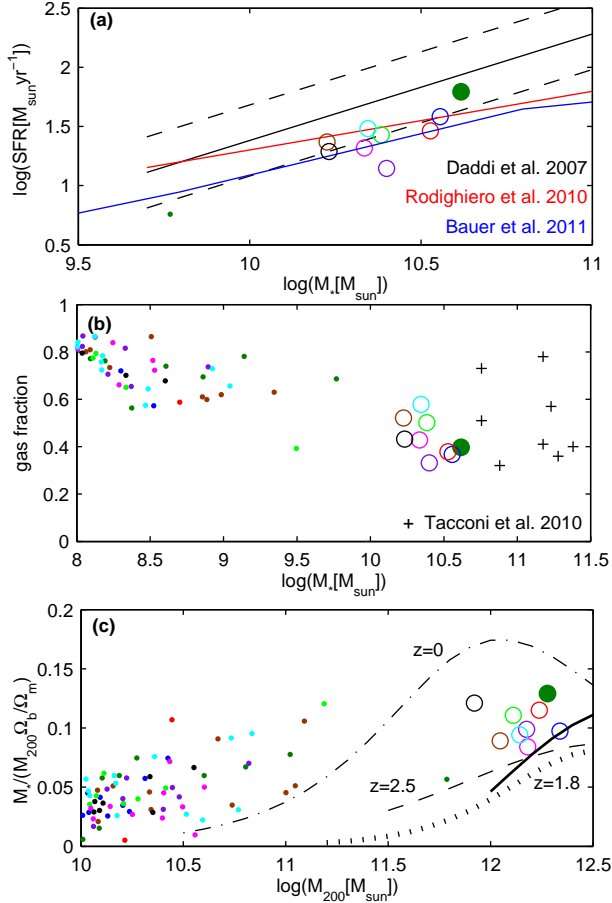 (a)
2.5
2
1.5
1
0.5
log(SFR[M_sun yr^−1])
Daddi et al. 2007
Rodighiero et al. 2010
Bauer et al. 2011
9.5 10 10.5 11
log(M_*[M_sun])
(b)
1
0.8
0.6
0.4
0.2
0
gas fraction
+ Tacconi et al. 2010
8 8.5 9 9.5 10 10.5 11 11.5
log(M_*[M_sun])
(c)
0.2
0.15
0.1
0.05
0
M_*/(M_200 Ω_b/Ω_m)
z=0
z=2.5
z=1.8
10 10.5 11 11.5 12 12.5
log(M_200[M_sun])